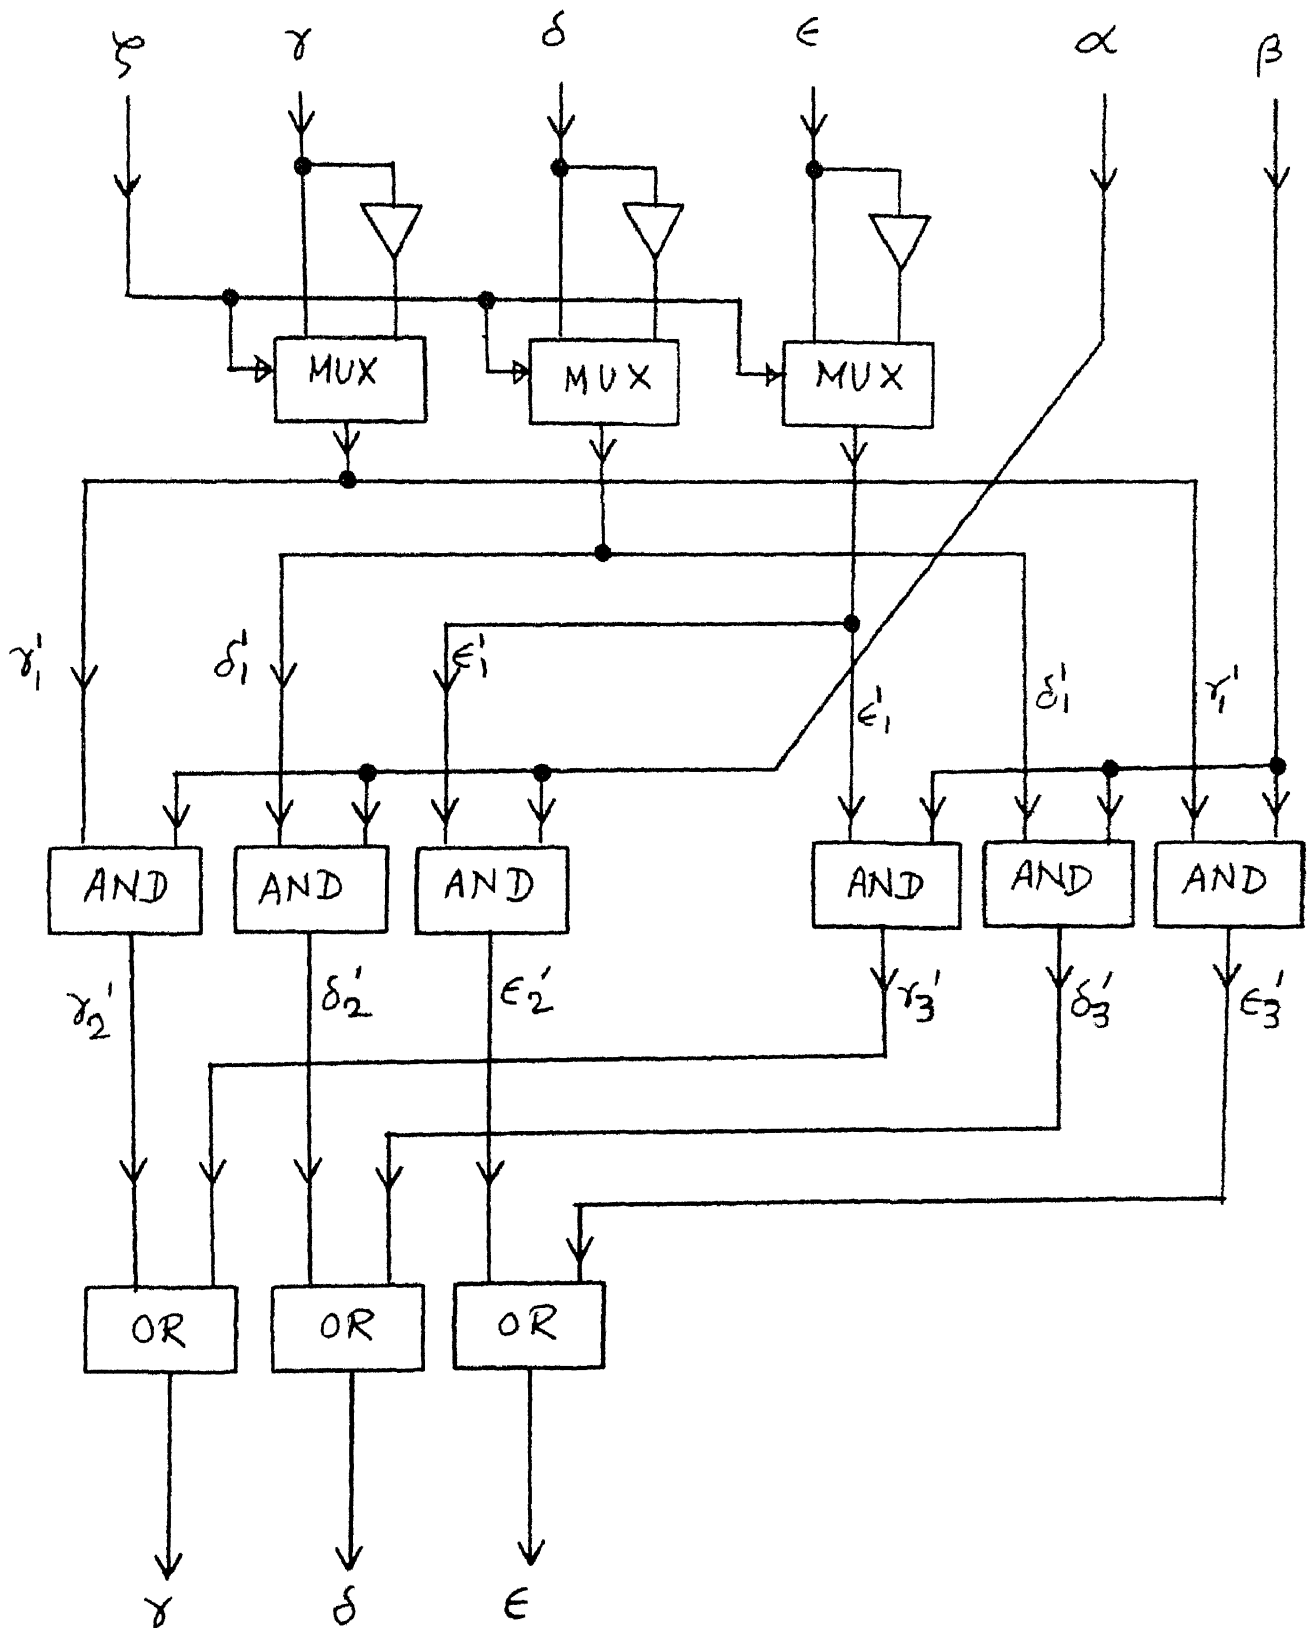 ζ γ δ ϵ α β
MUX MUX MUX
γ₁' δ₁' ϵ₁' ϵ₁' δ₁' γ₁'
AND AND AND AND AND AND
γ₂' δ₂' ϵ₂' γ₃' δ₃' ϵ₃'
OR OR OR
γ δ ϵ